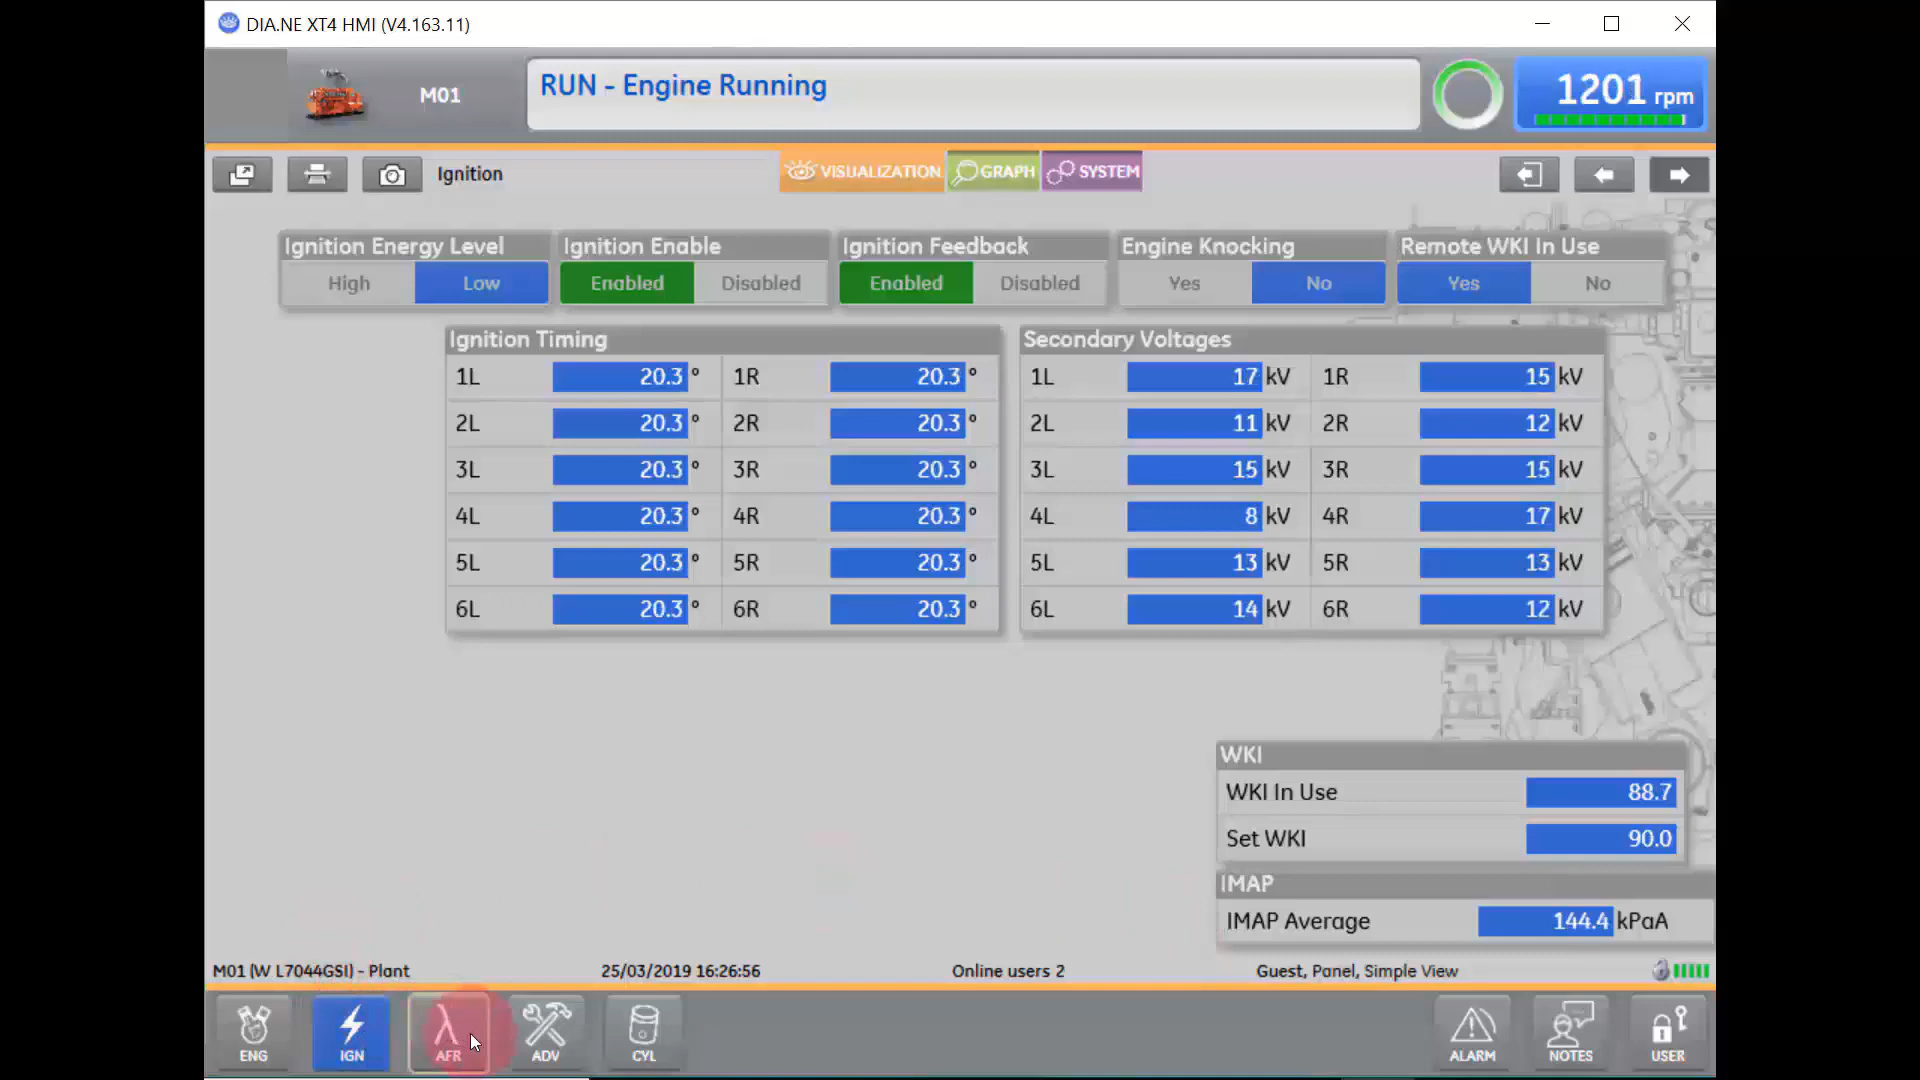 DIA.NE XT4 HMI (V4.163.11)
M01
RUN - Engine Running
1201 rpm
Ignition
VISUALIZATION
GRAPH
SYSTEM
Ignition Energy Level
High Low
Ignition Enable
Enabled Disabled
Ignition Feedback
Enabled Disabled
Engine Knocking
Yes No
Remote WKI In Use
Yes No
Ignition Timing
1L 20.3 ° 1R 20.3 °
2L 20.3 ° 2R 20.3 °
3L 20.3 ° 3R 20.3 °
4L 20.3 ° 4R 20.3 °
5L 20.3 ° 5R 20.3 °
6L 20.3 ° 6R 20.3 °
Secondary Voltages
1L 17 kV 1R 15 kV
2L 11 kV 2R 12 kV
3L 15 kV 3R 15 kV
4L 8 kV 4R 17 kV
5L 13 kV 5R 13 kV
6L 14 kV 6R 12 kV
WKI
WKI In Use 88.7
Set WKI 90.0
IMAP
IMAP Average 144.4 kPaA
M01 (W L7044GSI) - Plant
25/03/2019 16:26:56
Online users 2
Guest, Panel, Simple View
ENG
IGN
AFR
ADV
CYL
ALARM
NOTES
USER